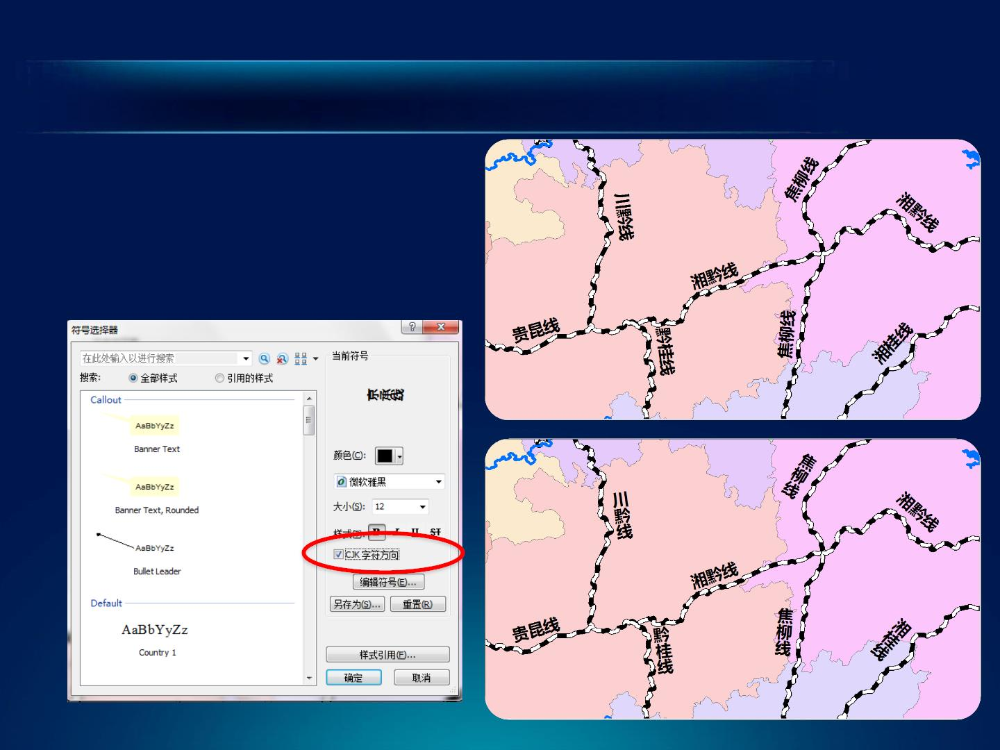 符号选择器
在此处输入以进行搜索
搜索:
全部样式
引用的样式
Callout
AaBbYyZz
Banner Text
AaBbYyZz
Banner Text, Rounded
AaBbYyZz
Bullet Leader
Default
AaBbYyZz
Country 1
当前符号
京承线
颜色(C):
微软雅黑
大小(S):
12
样式(T):
B I U ST
CJK 字符方向
编辑符号(E)...
另存为(S)...
重置(R)
样式引用(F)...
确定
取消
川黔线
焦柳线
湘黔线
湘黔线
贵昆线
黔桂线
焦柳线
湘桂线
川黔线
焦柳线
湘黔线
湘黔线
贵昆线
黔桂线
焦柳线
湘桂线